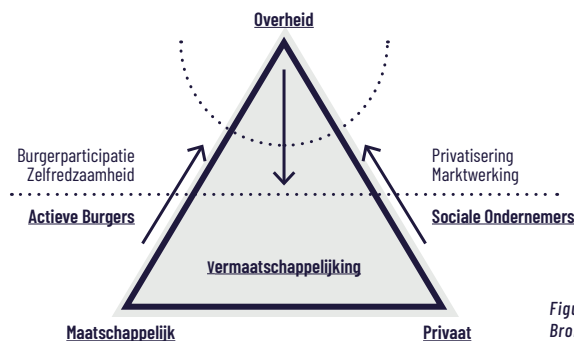 Overheid
Burgerparticipatie
Zelfredzaamheid
Privatisering
Marktwerking
Actieve Burgers
Sociale Ondernemers
Vermaatschappelijking
Maatschappelijk
Privaat